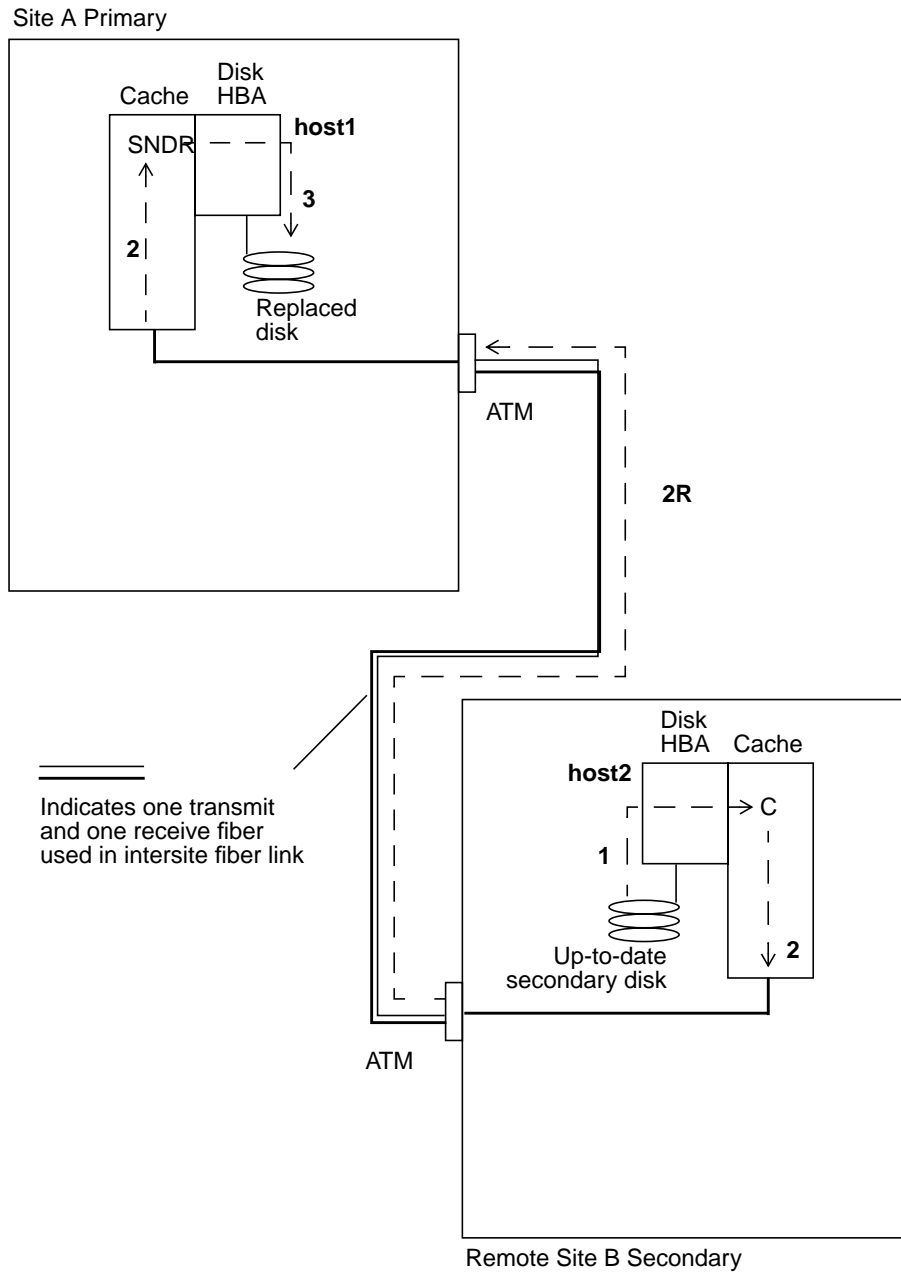 Site A Primary
Disk
HBA
Cache
host1
SNDR
3
2
Replaced
disk
ATM
2R
Disk
HBA
Cache
host2
Indicates one transmit
and one receive fiber
used in intersite fiber link
C
1
2
Up-to-date
secondary disk
ATM
Remote Site B Secondary